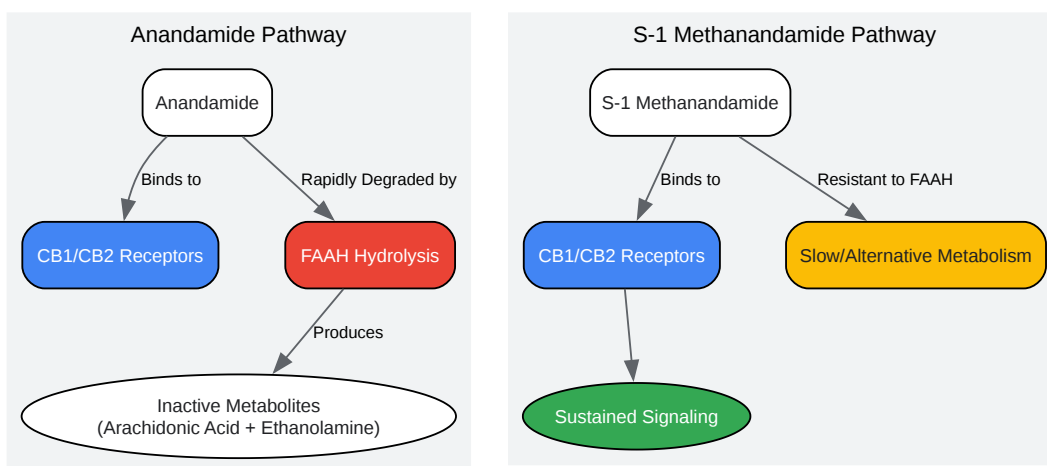 Anandamide Pathway
Anandamide
Binds to
Rapidly Degraded by
CB1/CB2 Receptors
FAAH Hydrolysis
Produces
Inactive Metabolites
(Arachidonic Acid + Ethanolamine)
S-1 Methanandamide Pathway
S-1 Methanandamide
Binds to
Resistant to FAAH
CB1/CB2 Receptors
Slow/Alternative Metabolism
Sustained Signaling